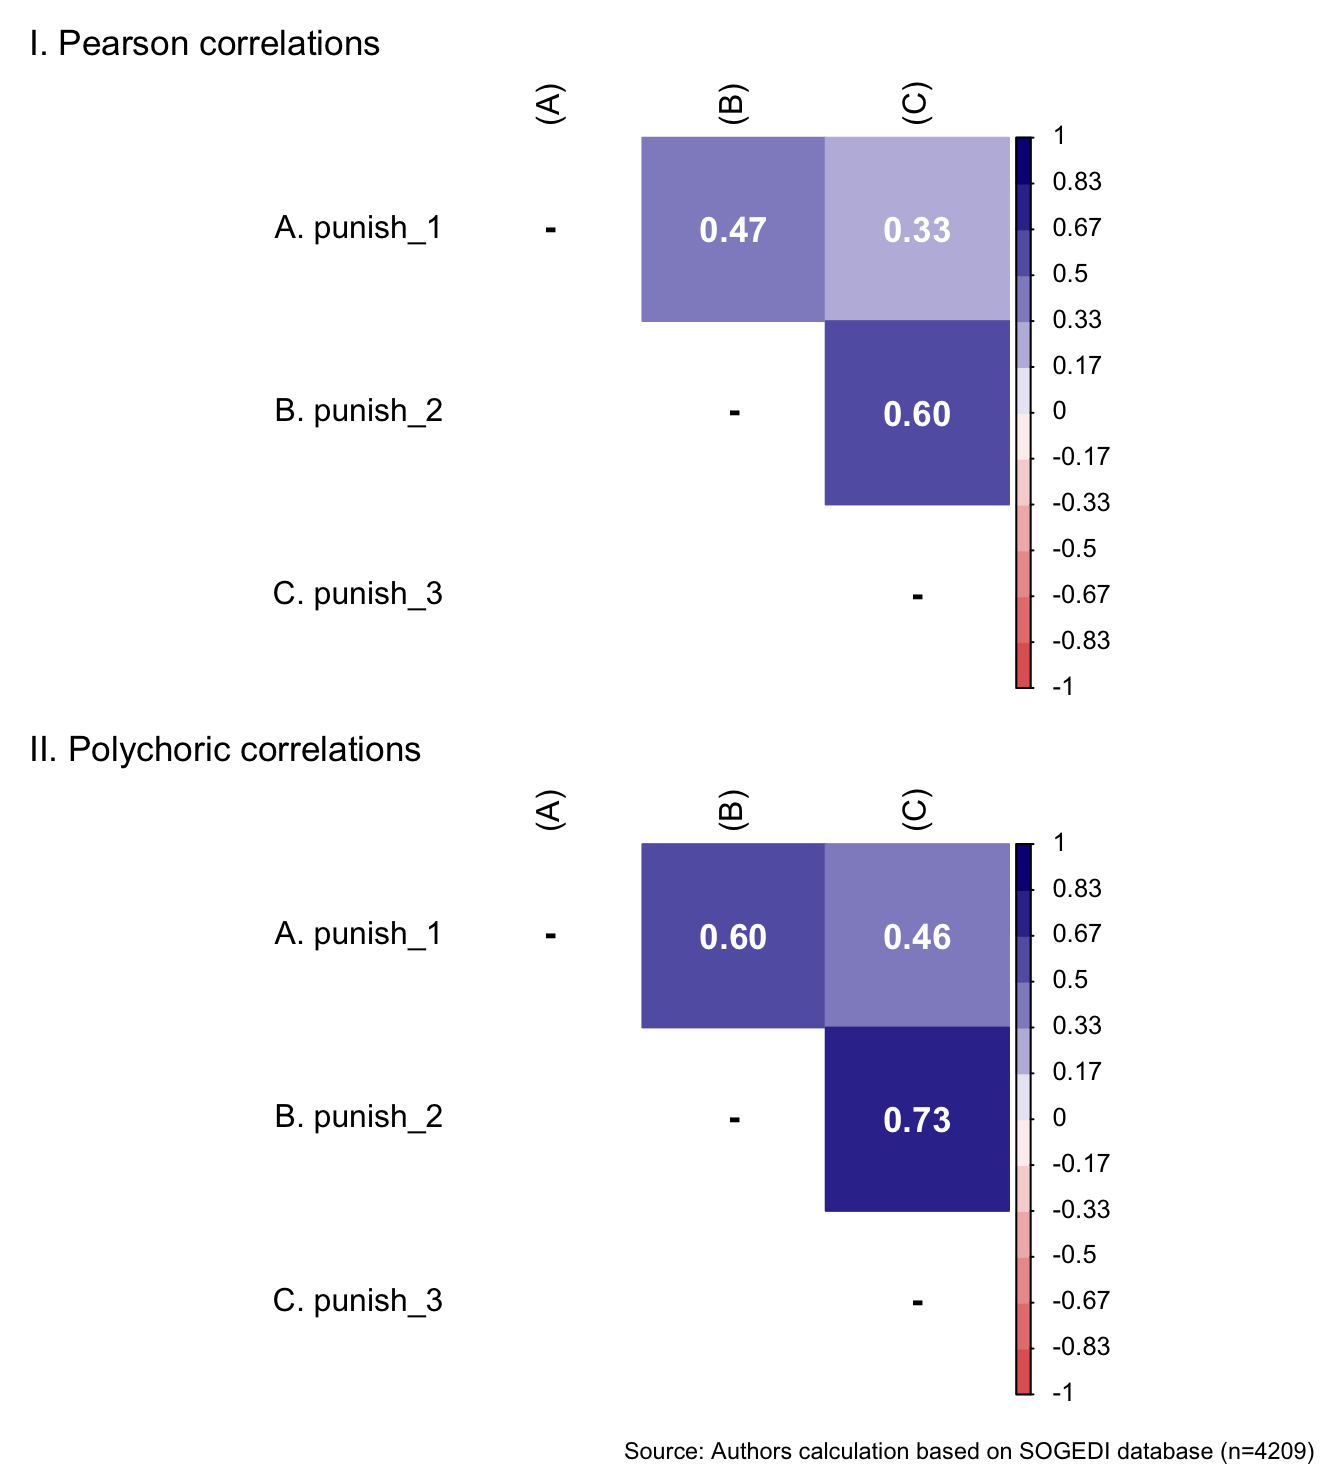 I. Pearson correlations
(A) (B) (C)
A. punish_1 - 0.47 0.33
B. punish_2 - 0.60
C. punish_3 -
1
0.83
0.67
0.5
0.33
0.17
0
-0.17
-0.33
-0.5
-0.67
-0.83
-1
II. Polychoric correlations
(A) (B) (C)
A. punish_1 - 0.60 0.46
B. punish_2 - 0.73
C. punish_3 -
1
0.83
0.67
0.5
0.33
0.17
0
-0.17
-0.33
-0.5
-0.67
-0.83
-1
Source: Authors calculation based on SOGEDI database (n=4209)